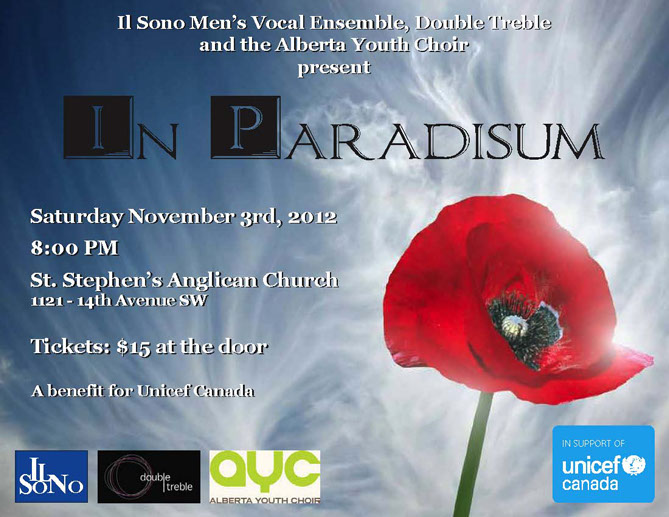 Il Sono Men's Vocal Ensemble, Double Treble
and the Alberta Youth Choir
present
In Paradisum
Saturday November 3rd, 2012
8:00 PM
St. Stephen's Anglican Church
1121 - 14th Avenue SW
Tickets: $15 at the door
A benefit for Unicef Canada
Il
Sono
double
treble
ayc
ALBERTA YOUTH CHOIR
IN SUPPORT OF
unicef
canada